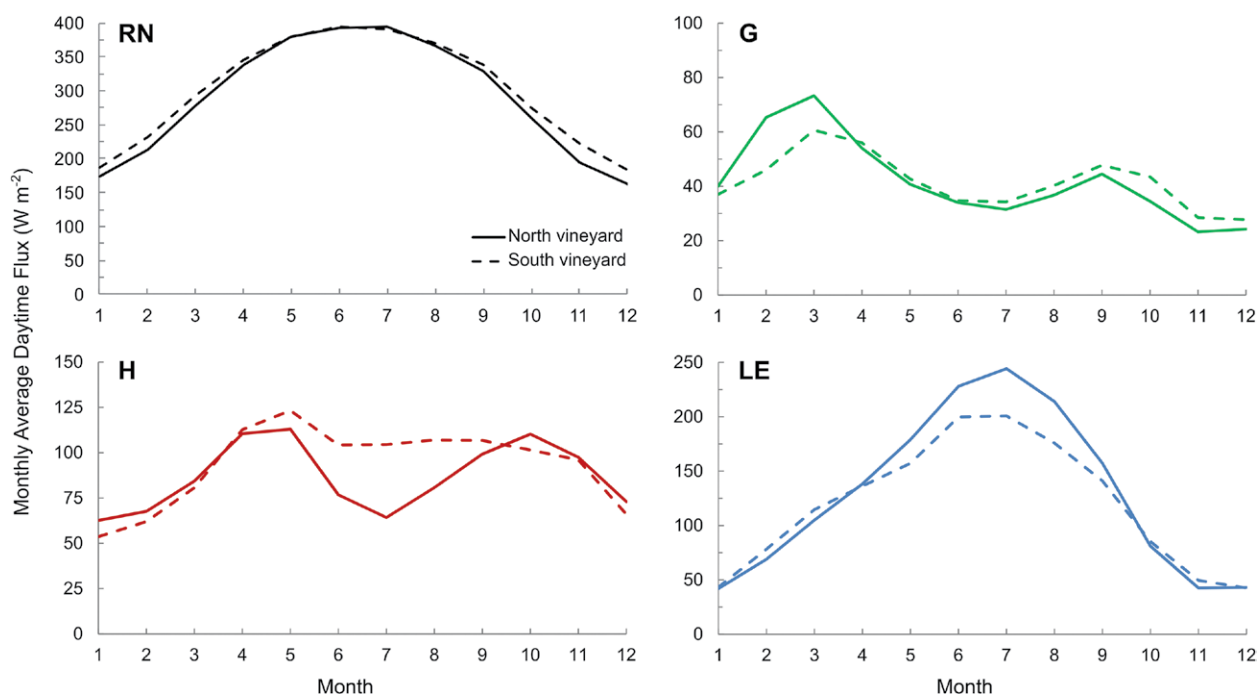 Monthly Average Daytime Flux (W m⁻²)
RN
400
350
300
250
200
150
100
50
0
North vineyard
South vineyard
1 2 3 4 5 6 7 8 9 10 11 12
G
100
80
60
40
20
0
1 2 3 4 5 6 7 8 9 10 11 12
H
150
125
100
75
50
25
0
1 2 3 4 5 6 7 8 9 10 11 12
Month
LE
250
200
150
100
50
0
1 2 3 4 5 6 7 8 9 10 11 12
Month